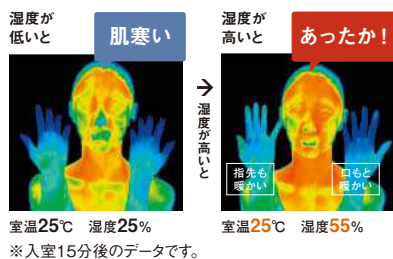 湿度が
低いと
肌寒い
湿度が高いと
湿度が
高いと
あったか！
指先も
暖かい
口もと
暖かい
室温25℃ 湿度25%
室温25℃ 湿度55%
※入室15分後のデータです。